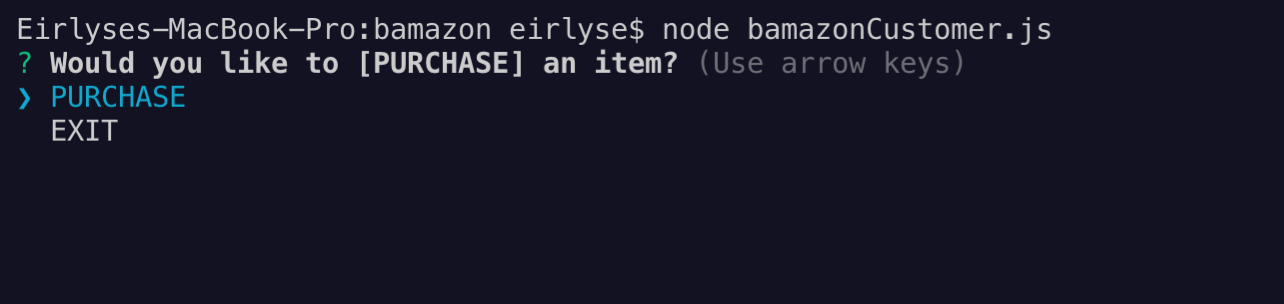 Eirlyses-MacBook-Pro:bamazon eirlyse$ node bamazonCustomer.js
? Would you like to [PURCHASE] an item? (Use arrow keys)
❯ PURCHASE
  EXIT